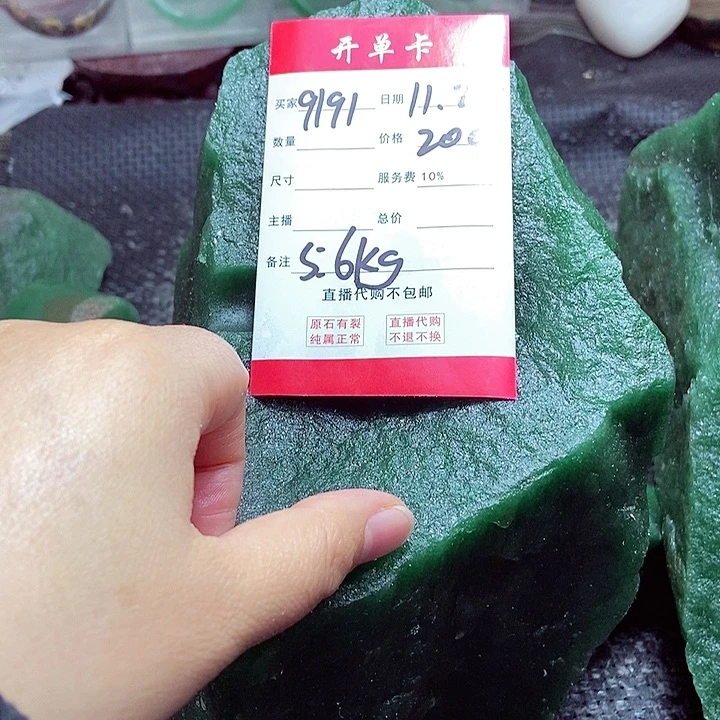 开单卡
买家 9191 日期 11.
数量 价格 200
尺寸 服务费 10%
主播 总价
备注 5.6kg
直播代购不包邮
原石有裂 直播代购
纯属正常 不退不换